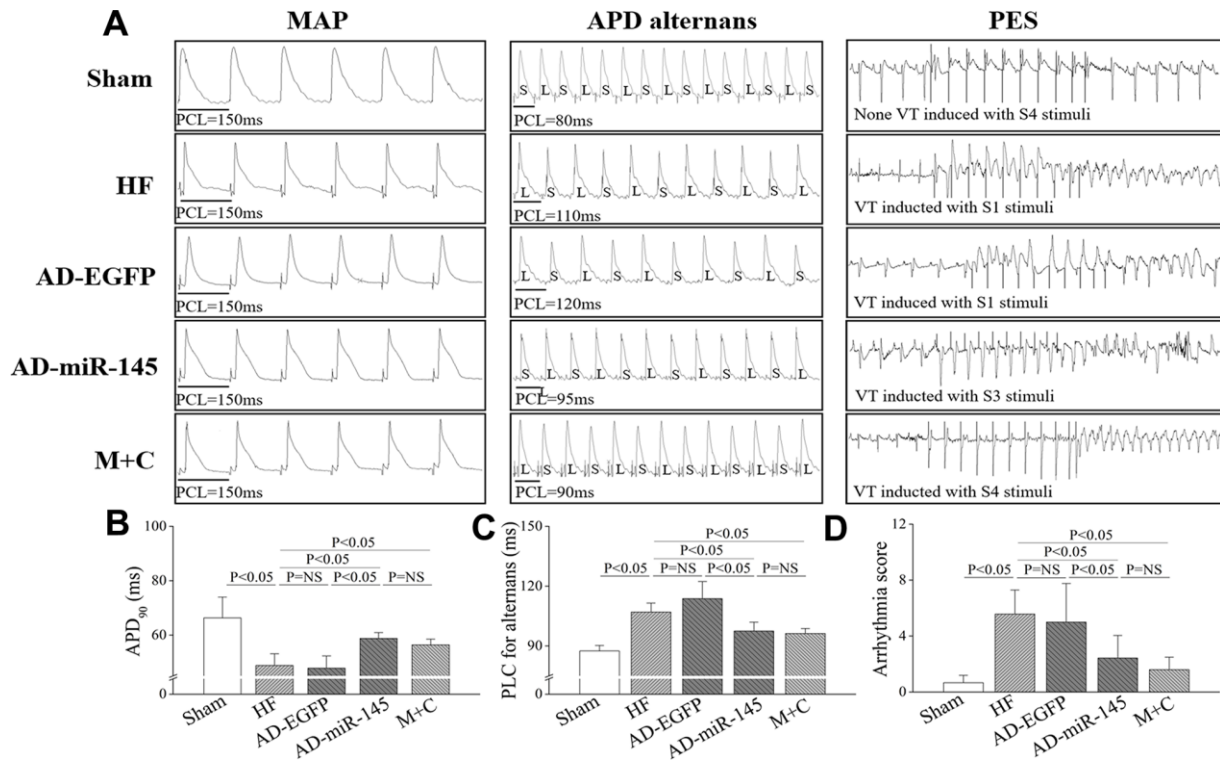 A
MAP
APD alternans
PES
Sham
PCL=150ms
S L S L S L S L S L S L S
PCL=80ms
None VT induced with S4 stimuli
HF
PCL=150ms
L S L S L S L S L S L
PCL=110ms
VT inducted with S1 stimuli
AD-EGFP
PCL=150ms
L S L S L S L S L S
PCL=120ms
VT induced with S1 stimuli
AD-miR-145
PCL=150ms
S L S L S L S L S L S L
L
PCL=95ms
VT inducted with S3 stimuli
M+C
PCL=150ms
L S L S L S L S L S L S L
PCL=90ms
VT inducted with S4 stimuli
B
APD90 (ms)
100
80
60
0
P<0.05
P<0.05
P<0.05 P=NS P<0.05 P=NS
Sham HF AD-EGFP AD-miR-145 M+C
C
PLC for alternans (ms)
150
120
90
0
P<0.05
P<0.05
P<0.05 P=NS P<0.05 P=NS
Sham HF AD-EGFP AD-miR-145 M+C
D
Arrhythmia score
12
8
4
0
P<0.05
P<0.05
P<0.05 P=NS P<0.05 P=NS
Sham HF AD-EGFP AD-miR-145 M+C